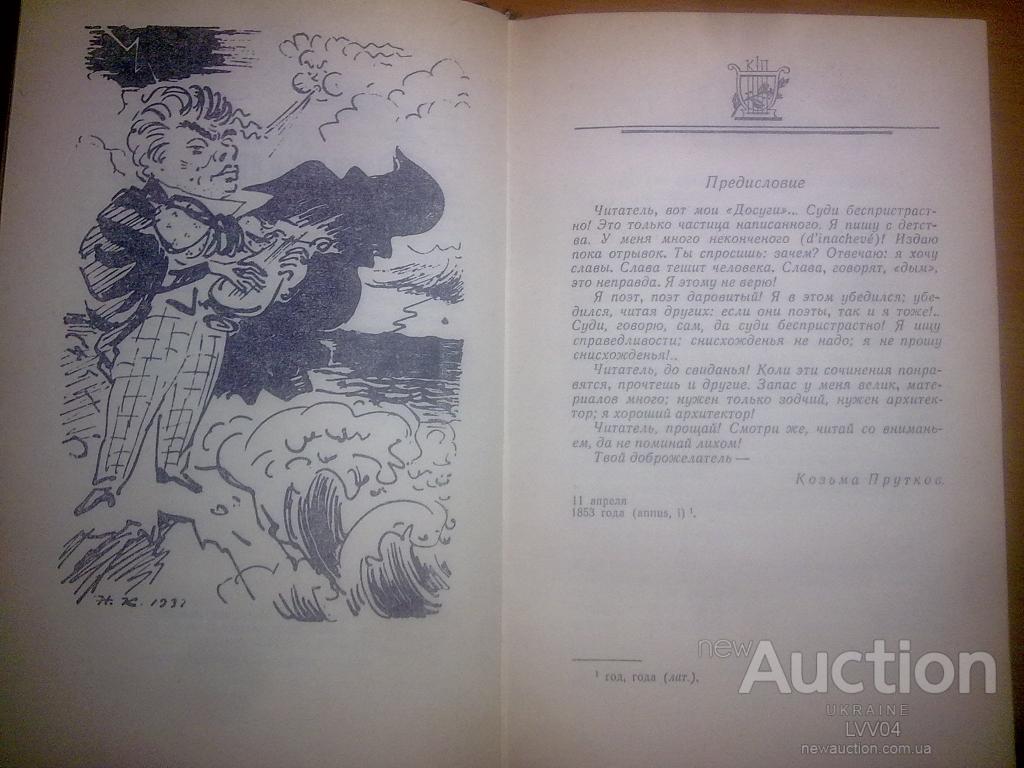 Н. К. 193?
К П
Предисловие
Читатель, вот мои «Досуги»... Суди беспристраст-
но! Это только частица написанного. Я пишу с детст-
ва. У меня много неконченого (d'inachevé)! Издаю
пока отрывок. Ты спросишь: зачем? Отвечаю: я хочу
славы. Слава тешит человека. Слава, говорят, «дым»,
это неправда. Я этому не верю!
Я поэт, поэт даровитый! Я в этом убедился; убе-
дился, читая других: если они поэты, так и я тоже!..
Суди, говорю, сам, да суди беспристрастно! Я ищу
справедливости; снисхожденья не надо; я не прошу
снисхожденья!..
Читатель, до свиданья! Коли эти сочинения понра-
вятся, прочтешь и другие. Запас у меня велик, мате-
риалов много; нужен только зодчий, нужен архитек-
тор; я хороший архитектор!
Читатель, прощай! Смотри же, читай со внимань-
ем, да не поминай лихом!
Твой доброжелатель —
Козьма Прутков.
11 апреля
1853 года (annus, i) ¹.
¹ год, года (лат.).
new Auction
UKRAINE
LVV04
newauction.com.ua